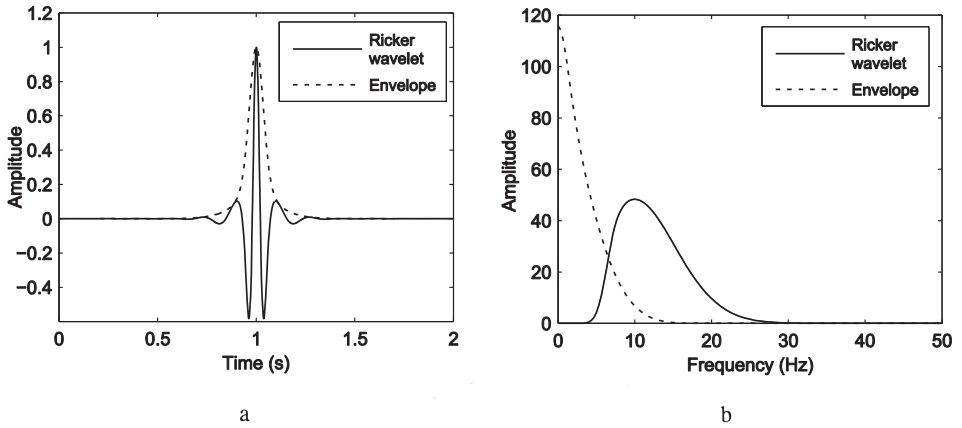 1.2
1
0.8
0.6
0.4
0.2
0
−0.2
−0.4
Amplitude
0
0.5
1
1.5
2
Time (s)
Ricker
wavelet
Envelope
a
120
100
80
60
40
20
0
Amplitude
0
10
20
30
40
50
Frequency (Hz)
Ricker
wavelet
Envelope
b